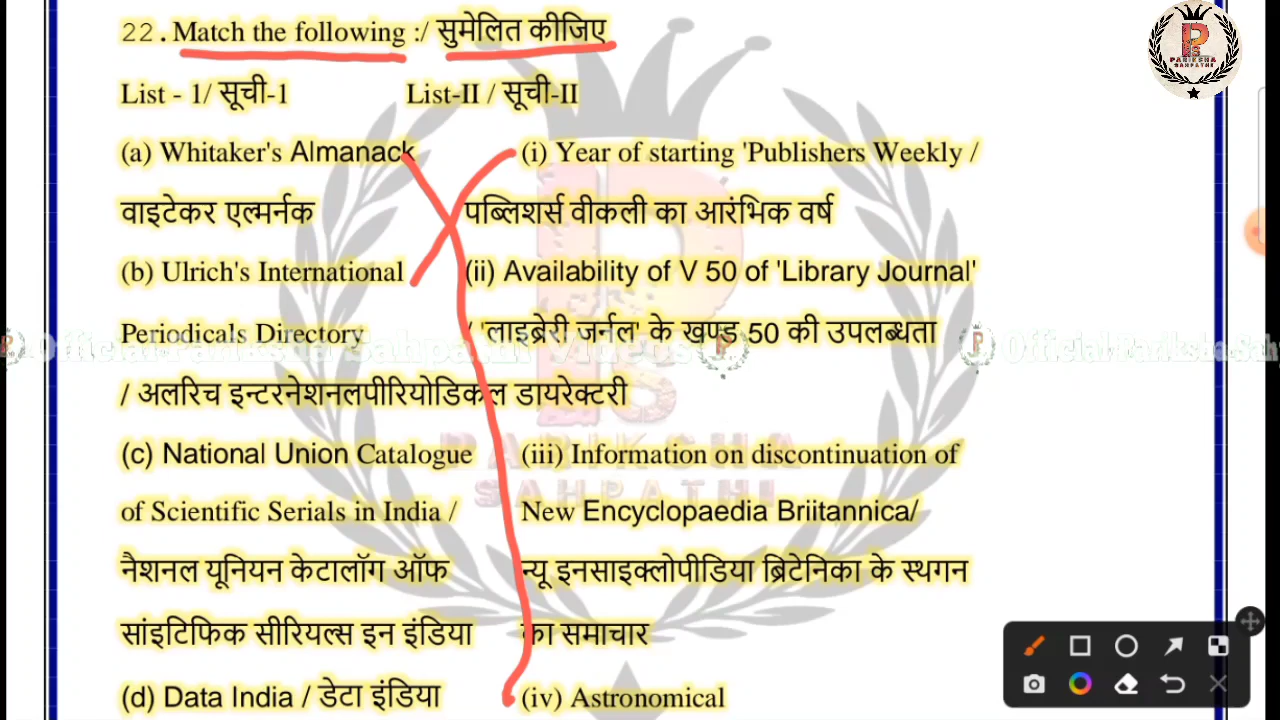 22. Match the following :/ सुमेलित कीजिए
List - 1/ सूची-1 List-II / सूची-II
(a) Whitaker's Almanack (i) Year of starting 'Publishers Weekly /
वाइटेकर एल्मर्नक पब्लिशर्स वीकली का आरंभिक वर्ष
(b) Ulrich's International (ii) Availability of V 50 of 'Library Journal'
Periodicals Directory / 'लाइब्रेरी जर्नल' के खण्ड 50 की उपलब्धता
/ अलरिच इन्टरनेशनलपीरियोडिकल डायरेक्टरी
(c) National Union Catalogue (iii) Information on discontinuation of
of Scientific Serials in India / New Encyclopaedia Briitannica/
नैशनल यूनियन केटालॉग ऑफ न्यू इनसाइक्लोपीडिया ब्रिटेनिका के स्थगन
सांइटिफिक सीरियल्स इन इंडिया का समाचार
(d) Data India / डेटा इंडिया (iv) Astronomical
PARIKSHA
SAHPATHI
PARIKSHA
SAHPATHI